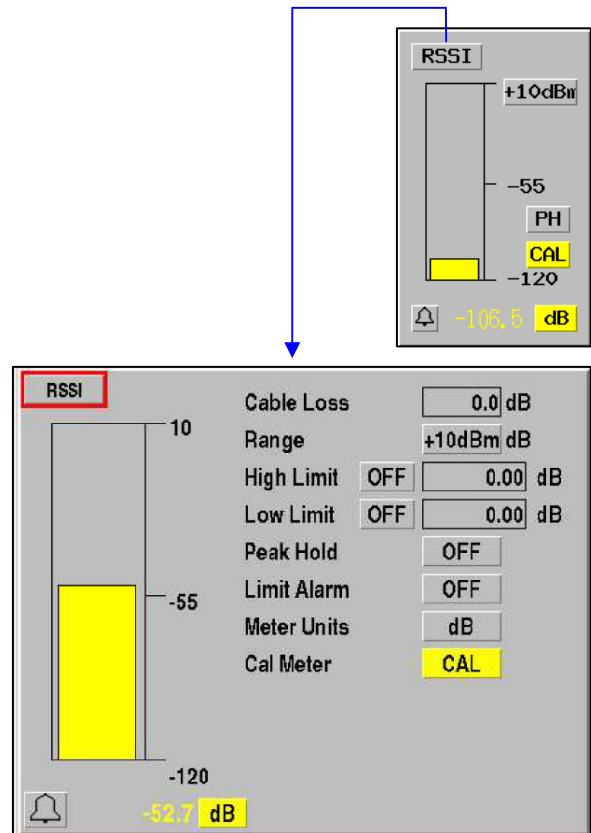 RSSI
+10dBm
-55
PH
CAL
-120
-106.5 dB
RSSI
10
-55
-120
-52.7 dB
Cable Loss 0.0 dB
Range +10dBm dB
High Limit OFF 0.00 dB
Low Limit OFF 0.00 dB
Peak Hold OFF
Limit Alarm OFF
Meter Units dB
Cal Meter CAL